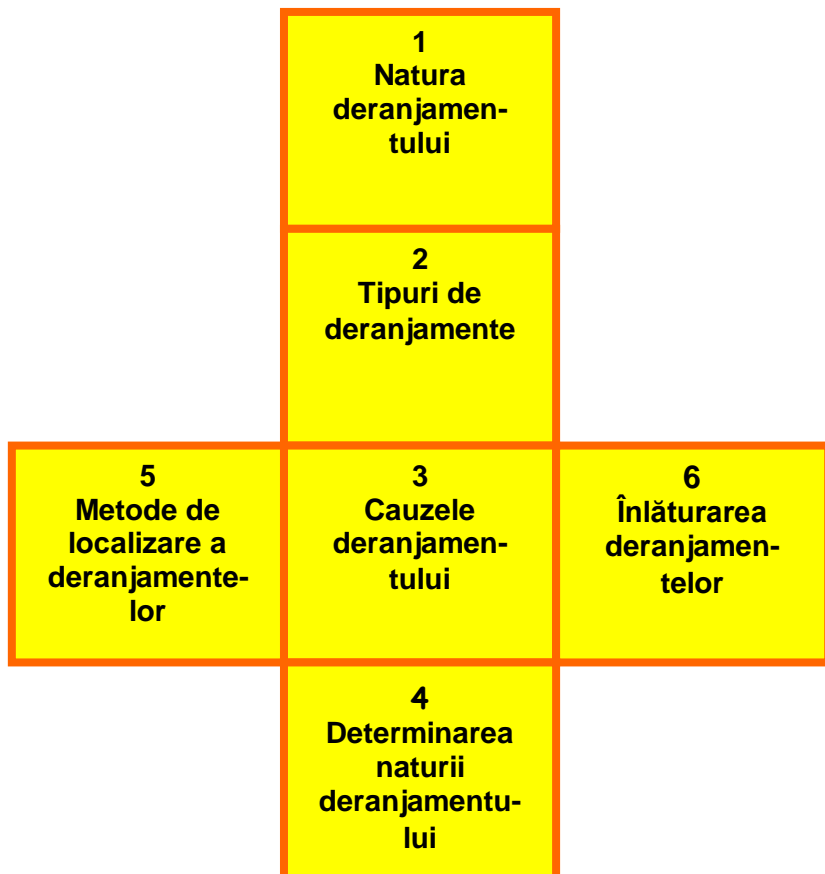 1
Natura
deranjamen-
tului
2
Tipuri de
deranjamente
5
Metode de
localizare a
deranjamente-
lor
3
Cauzele
deranjamen-
tului
6
Înlăturarea
deranjamen-
telor
4
Determinarea
naturii
deranjamentu-
lui